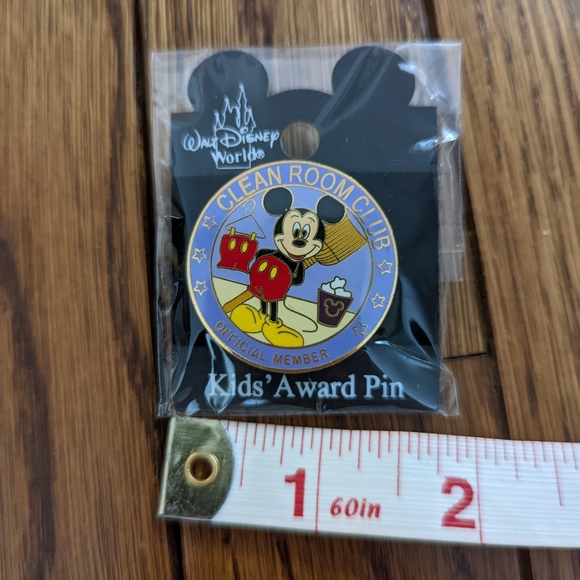 Walt Disney
World®
CLEAN ROOM CLUB
OFFICIAL MEMBER
Kids' Award Pin
1 60in 2